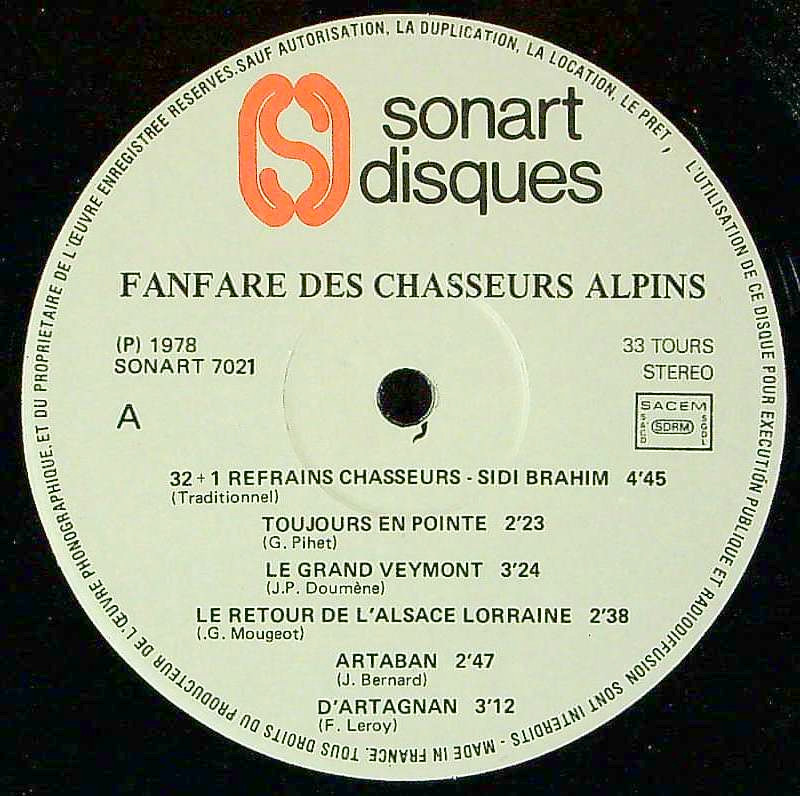 sonart
disques
FANFARE DES CHASSEURS ALPINS
(P) 1978
SONART 7021
A
33 TOURS
STEREO
SACEM
SACD
SDRM
SGDL
32 + 1 REFRAINS CHASSEURS - SIDI BRAHIM 4'45
(Traditionnel)
TOUJOURS EN POINTE 2'23
(G. Pihet)
LE GRAND VEYMONT 3'24
(J.P. Doumène)
LE RETOUR DE L'ALSACE LORRAINE 2'38
(.G. Mougeot)
ARTABAN 2'47
(J. Bernard)
D'ARTAGNAN 3'12
(F. Leroy)
TOUS DROITS DU PRODUCTEUR DE L'ŒUVRE PHONOGRAPHIQUE. ET DU PROPRIETAIRE DE L'ŒUVRE ENREGISTREE RESERVES. SAUF AUTORISATION, LA DUPLICATION, LA LOCATION, LE PRET, L'UTILISATION DE CE DISQUE POUR EXECUTION PUBLIQUE ET RADIODIFFUSION SONT INTERDITS - MADE IN FRANCE.